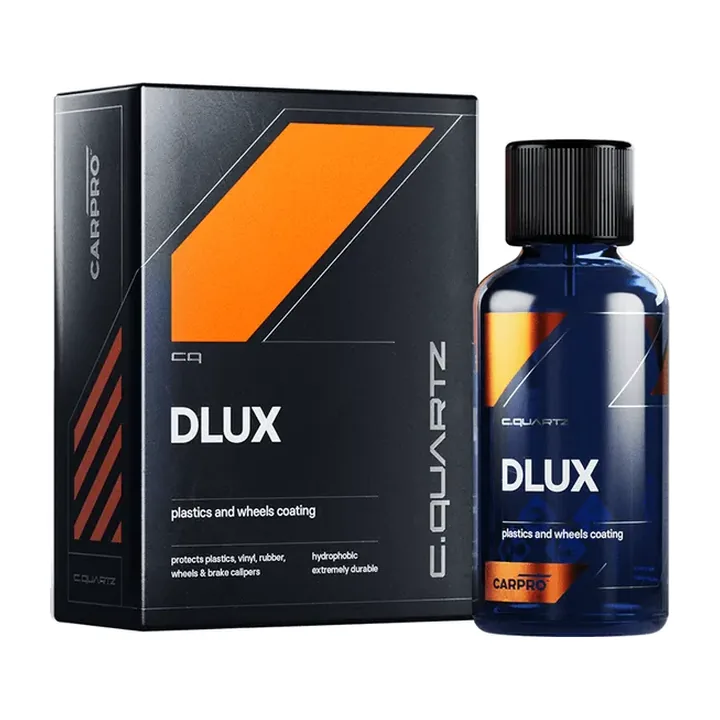 CARPRO
C.QUARTZ
cq
DLUX
plastics and wheels coating
protects plastics, vinyl, rubber,
wheels & brake calipers
hydrophobic
extremely durable
C.QUARTZ
C.QUARTZ
DLUX
plastics and wheels coating
CARPRO